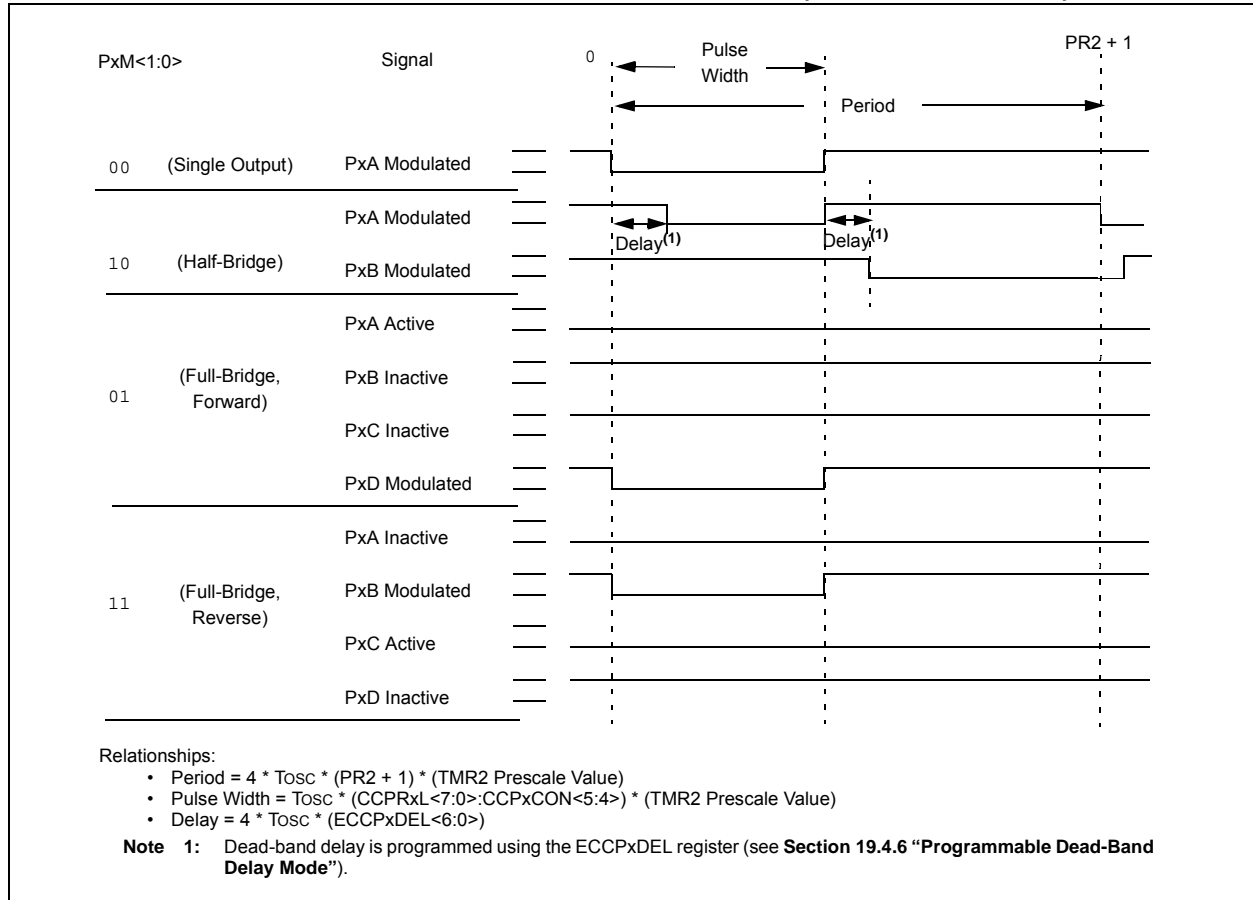 PxM<1:0> Signal 0 Pulse Width PR2 + 1
Period
00 (Single Output) PxA Modulated
PxA Modulated
Delay(1) Delay(1)
10 (Half-Bridge) PxB Modulated
PxA Active
01 (Full-Bridge, Forward) PxB Inactive
PxC Inactive
PxD Modulated
PxA Inactive
11 (Full-Bridge, Reverse) PxB Modulated
PxC Active
PxD Inactive
Relationships:
• Period = 4 * TOSC * (PR2 + 1) * (TMR2 Prescale Value)
• Pulse Width = TOSC * (CCPRxL<7:0>:CCPxCON<5:4>) * (TMR2 Prescale Value)
• Delay = 4 * TOSC * (ECCPxDEL<6:0>)
Note 1: Dead-band delay is programmed using the ECCPxDEL register (see Section 19.4.6 “Programmable Dead-Band
Delay Mode”).